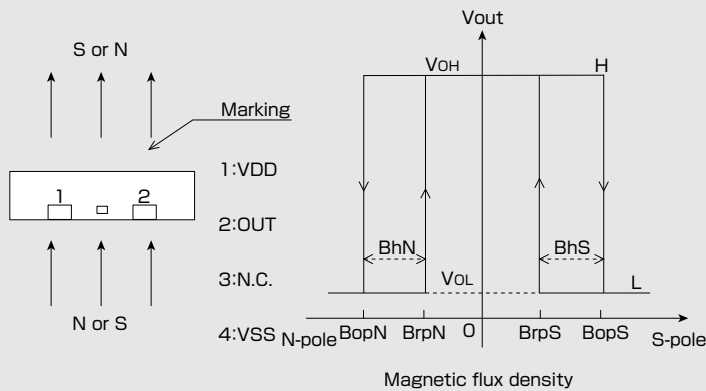 S or N
Marking
1 2
N or S
1:VDD
2:OUT
3:N.C.
4:VSS
Vout
VOH H
BhN BhS
VOL L
N-pole BopN BrpN 0 BrpS BopS S-pole
Magnetic flux density